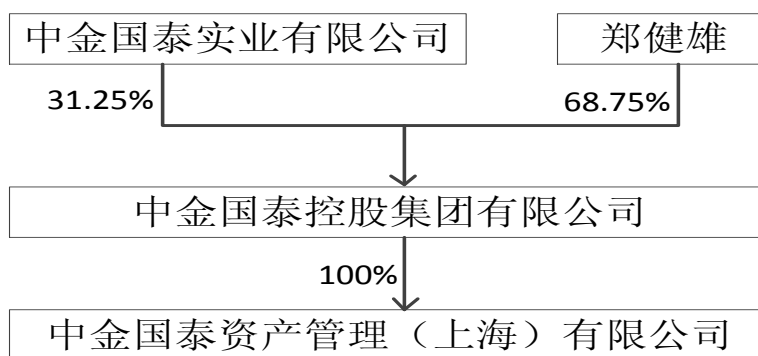 中金国泰实业有限公司
郑健雄
31.25%
68.75%
中金国泰控股集团有限公司
100%
中金国泰资产管理（上海）有限公司